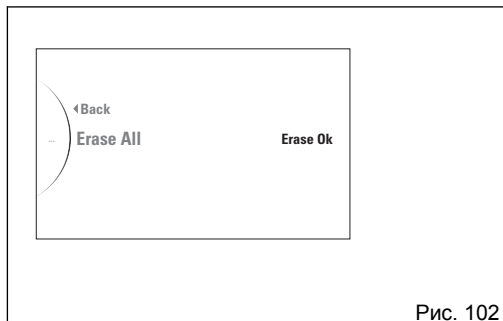 Back
... Erase All Erase Ok
Рис. 102